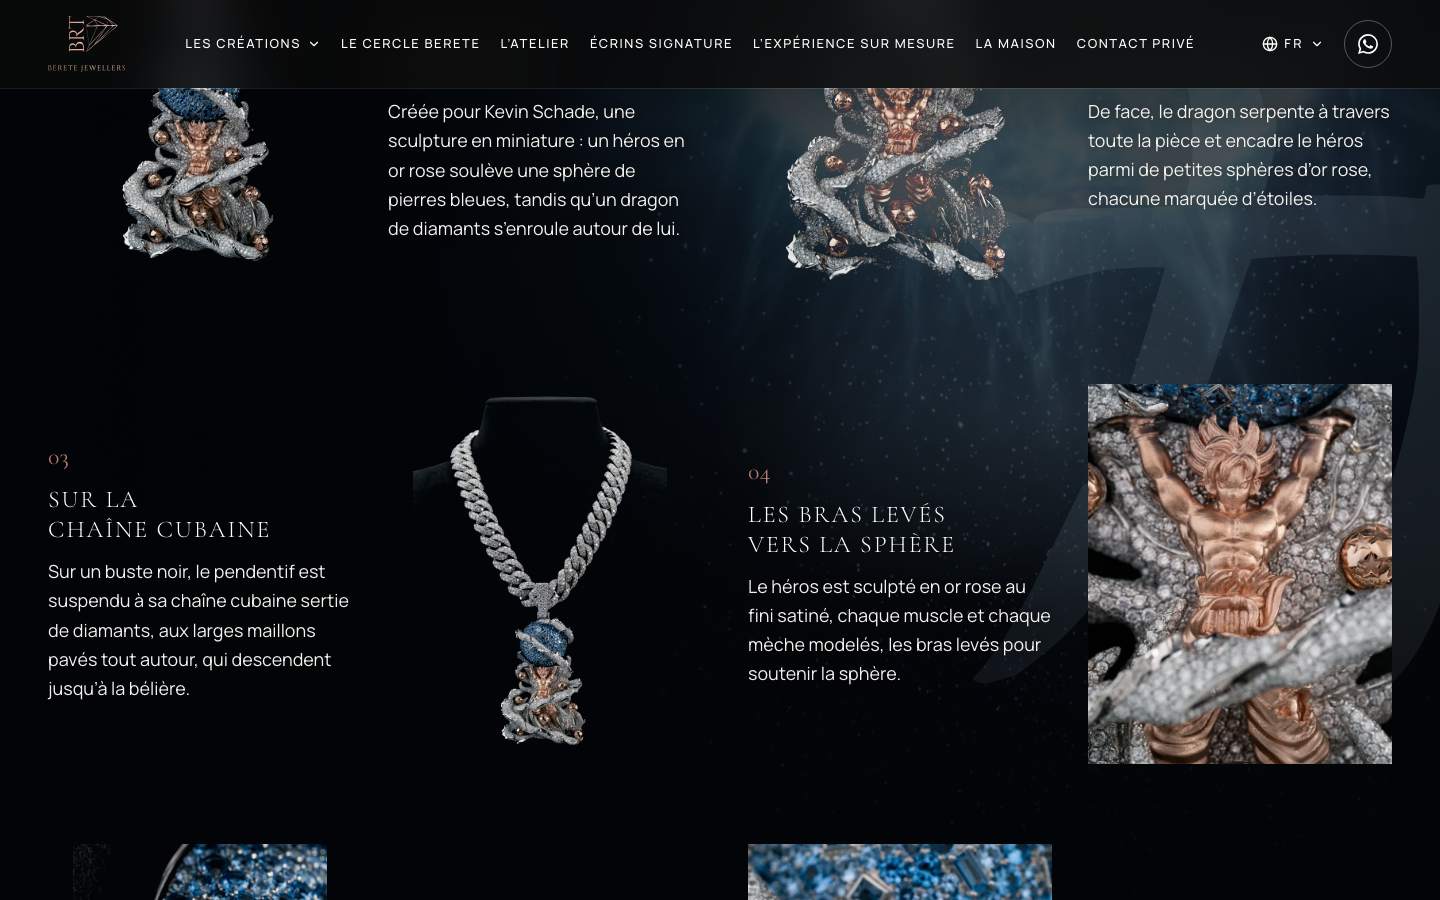 BRT
BERETE JEWELLERS
LES CRÉATIONS
LE CERCLE BERETE
L’ATELIER
ÉCRINS SIGNATURE
L’EXPÉRIENCE SUR MESURE
LA MAISON
CONTACT PRIVÉ
FR
Créée pour Kevin Schade, une
sculpture en miniature : un héros en
or rose soulève une sphère de
pierres bleues, tandis qu’un dragon
de diamants s’enroule autour de lui.
De face, le dragon serpente à travers
toute la pièce et encadre le héros
parmi de petites sphères d’or rose,
chacune marquée d’étoiles.
03
SUR LA
CHAÎNE CUBAINE
Sur un buste noir, le pendentif est
suspendu à sa chaîne cubaine sertie
de diamants, aux larges maillons
pavés tout autour, qui descendent
jusqu’à la bélière.
04
LES BRAS LEVÉS
VERS LA SPHÈRE
Le héros est sculpté en or rose au
fini satiné, chaque muscle et chaque
mèche modelés, les bras levés pour
soutenir la sphère.